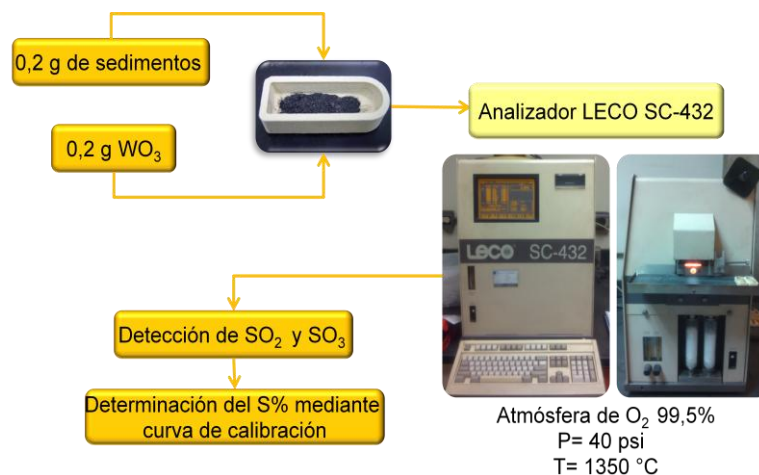 0,2 g de sedimentos
0,2 g WO₃
Analizador LECO SC-432
LECO SC-432
Detección de SO₂ y SO₃
Determinación del S% mediante
curva de calibración
Atmósfera de O₂ 99,5%
P= 40 psi
T= 1350 °C